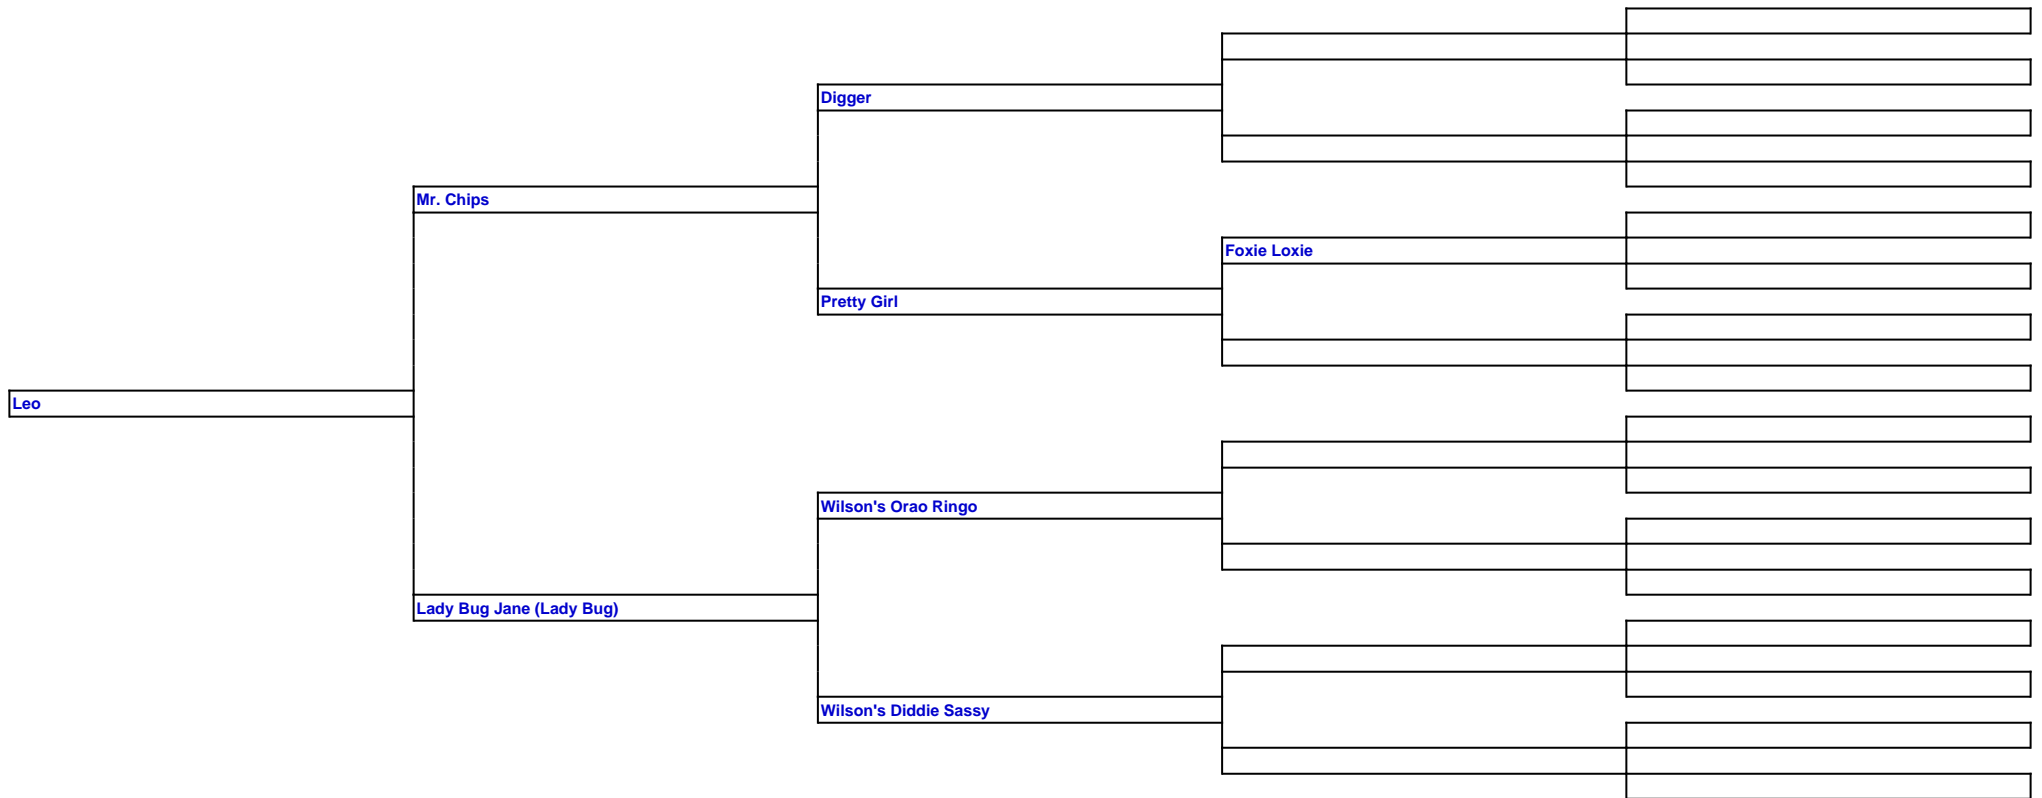 Digger
Mr. Chips
Foxie Loxie
Pretty Girl
Leo
Wilson's Orao Ringo
Lady Bug Jane (Lady Bug)
Wilson's Diddie Sassy